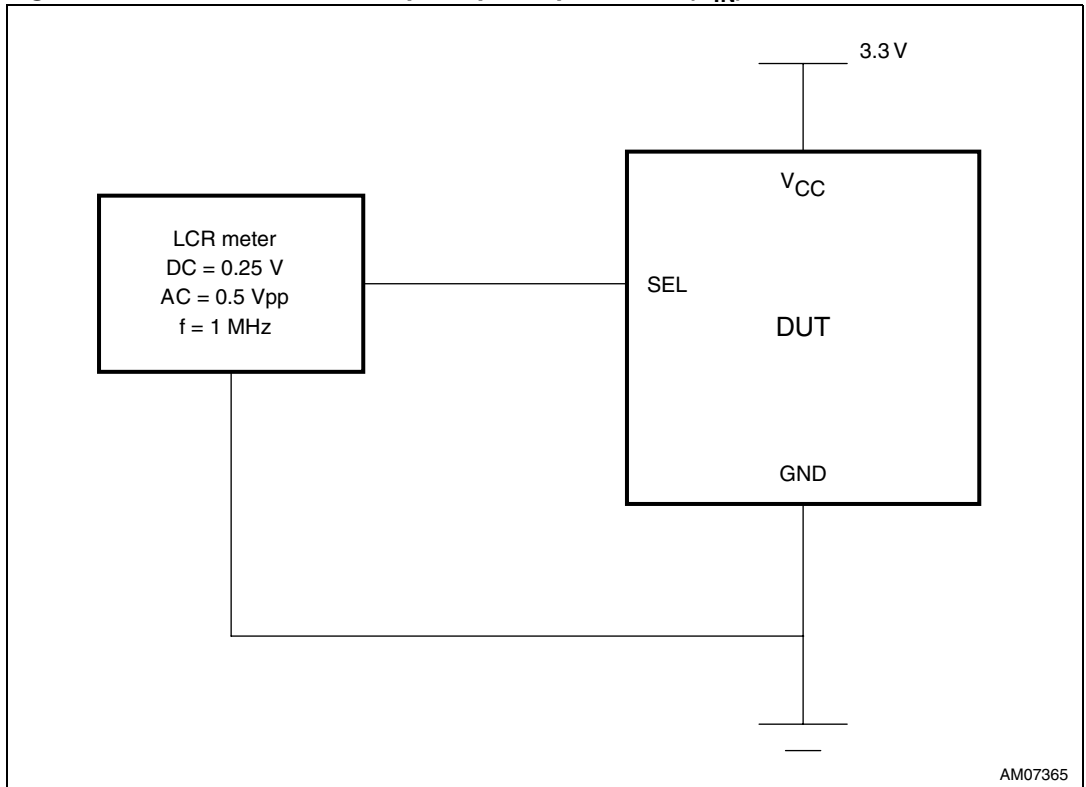 3.3 V
VCC
LCR meter
DC = 0.25 V
AC = 0.5 Vpp
f = 1 MHz
SEL
DUT
GND
AM07365